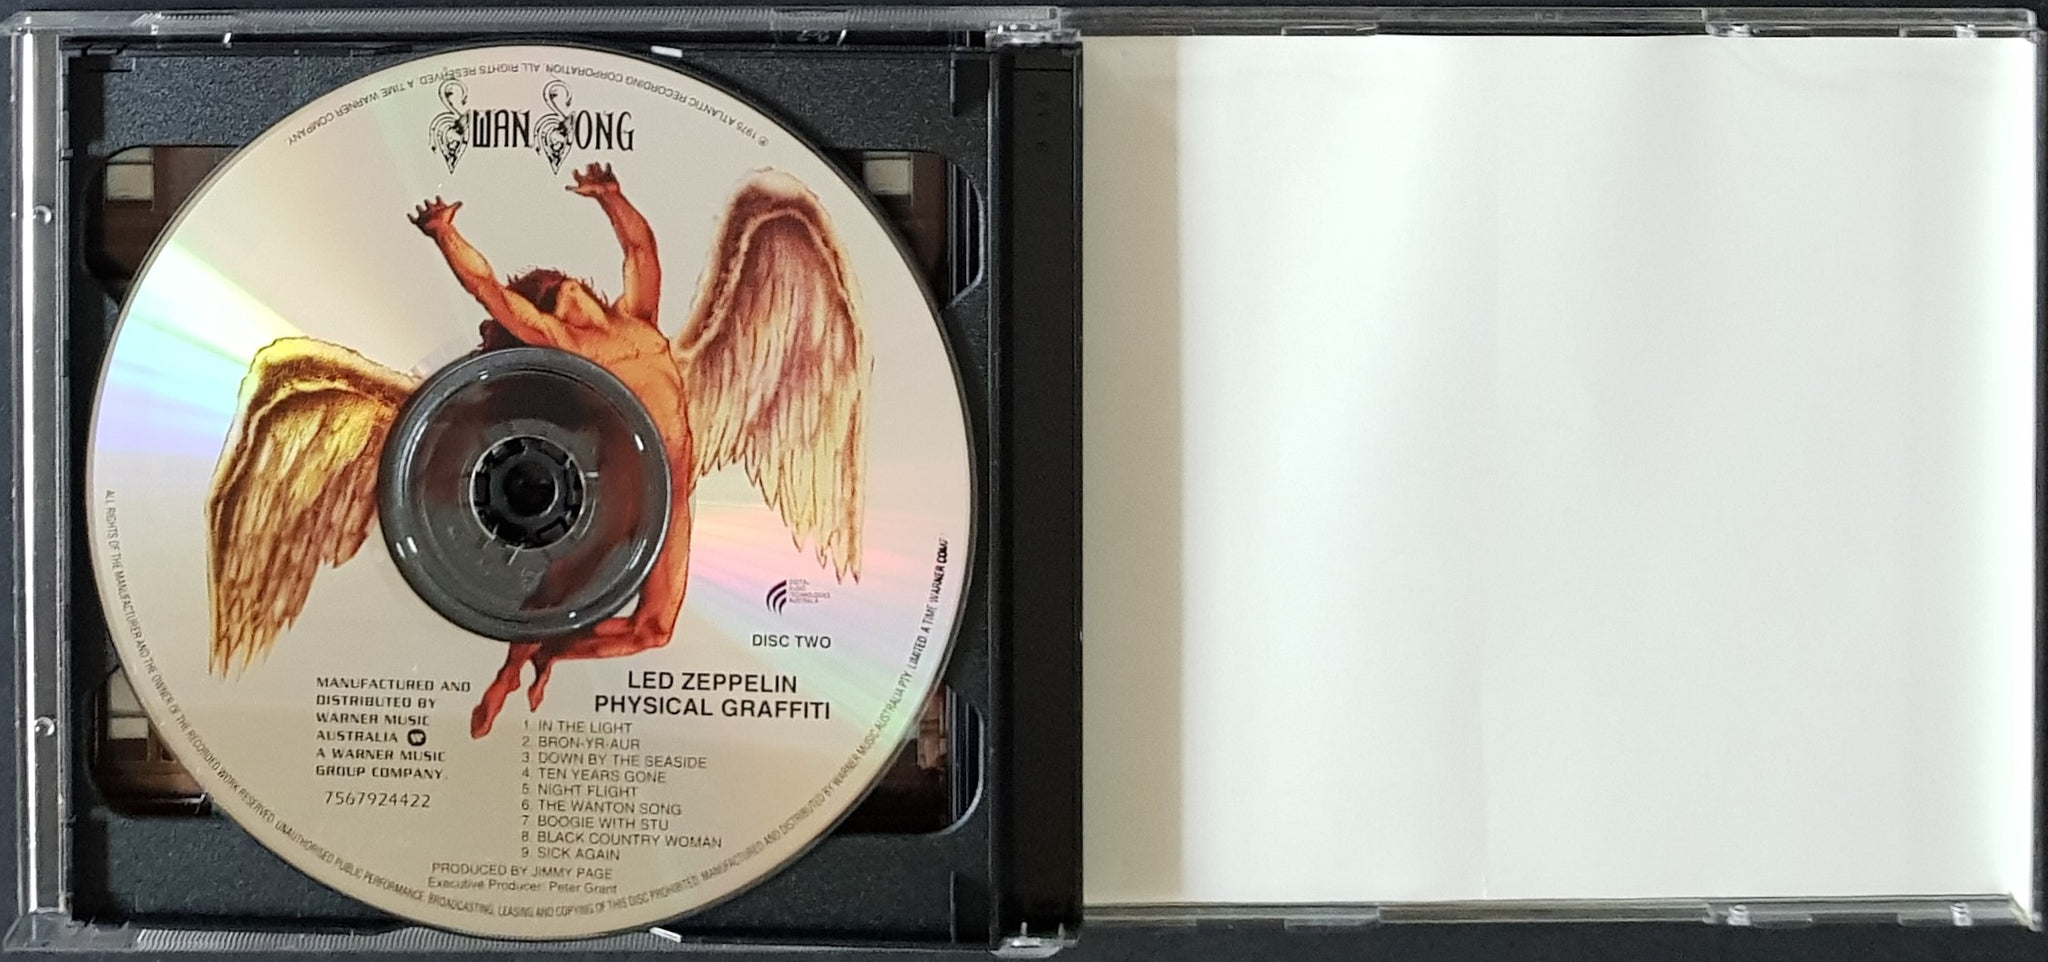 ℗ 1975 ATLANTIC RECORDING CORPORATION. ALL RIGHTS RESERVED. A TIME WARNER COMPANY.
SWAN SONG
DIGITAL
AUDIO
TECHNOLOGIES
AUSTRALIA
DISC TWO
LED ZEPPELIN
PHYSICAL GRAFFITI
1. IN THE LIGHT
2. BRON-YR-AUR
3. DOWN BY THE SEASIDE
4. TEN YEARS GONE
5. NIGHT FLIGHT
6. THE WANTON SONG
7. BOOGIE WITH STU
8. BLACK COUNTRY WOMAN
9. SICK AGAIN
MANUFACTURED AND
DISTRIBUTED BY
WARNER MUSIC
AUSTRALIA
A WARNER MUSIC
GROUP COMPANY.
7567924422
PRODUCED BY JIMMY PAGE
Executive Producer: Peter Grant
ALL RIGHTS OF THE MANUFACTURER AND THE OWNER OF THE RECORDED WORK RESERVED. UNAUTHORISED PUBLIC PERFORMANCE, BROADCASTING, LEASING AND COPYING OF THIS DISC PROHIBITED. MANUFACTURED AND DISTRIBUTED BY WARNER MUSIC AUSTRALIA PTY. LIMITED. A TIME WARNER